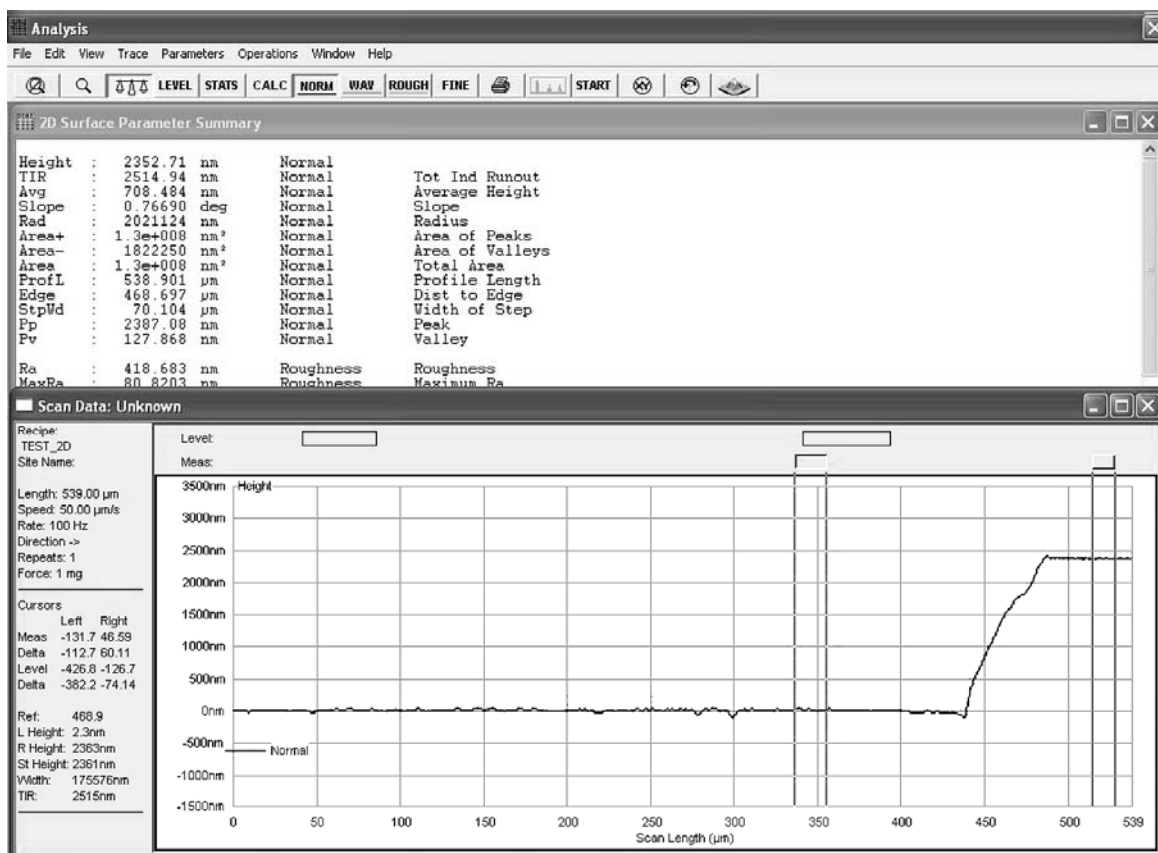 Analysis
File Edit View Trace Parameters Operations Window Help
LEVEL STATS CALC NORM WAV ROUGH FINE START XY
2D Surface Parameter Summary
Height : 2352.71 nm Normal
TIR : 2514.94 nm Normal Tot Ind Runout
Avg : 708.484 nm Normal Average Height
Slope : 0.76690 deg Normal Slope
Rad : 2021124 nm Normal Radius
Area+ : 1.3e+008 nm² Normal Area of Peaks
Area- : 1822250 nm² Normal Area of Valleys
Area : 1.3e+008 nm² Normal Total Area
ProfL : 538.901 µm Normal Profile Length
Edge : 468.697 µm Normal Dist to Edge
StpWd : 70.104 µm Normal Width of Step
Pp : 2387.08 nm Normal Peak
Pv : 127.868 nm Normal Valley
Ra : 418.683 nm Roughness Roughness
MaxRa : 80.8203 nm Roughness Maximum Ra
Scan Data: Unknown
Recipe:
TEST_2D
Site Name:
Length: 539.00 µm
Speed: 50.00 µm/s
Rate: 100 Hz
Direction ->
Repeats: 1
Force: 1 mg
Cursors
Left Right
Meas -131.7 46.59
Delta -112.7 60.11
Level -426.8 -126.7
Delta -382.2 -74.14
Ref: 468.9
L Height: 2.3nm
R Height: 2363nm
St Height: 2361nm
Width: 175576nm
TIR: 2515nm
Level:
Meas:
3500nm Height
3000nm
2500nm
2000nm
1500nm
1000nm
500nm
0nm
-500nm Normal
-1000nm
-1500nm
0 50 100 150 200 250 300 350 400 450 500 539
Scan Length (µm)